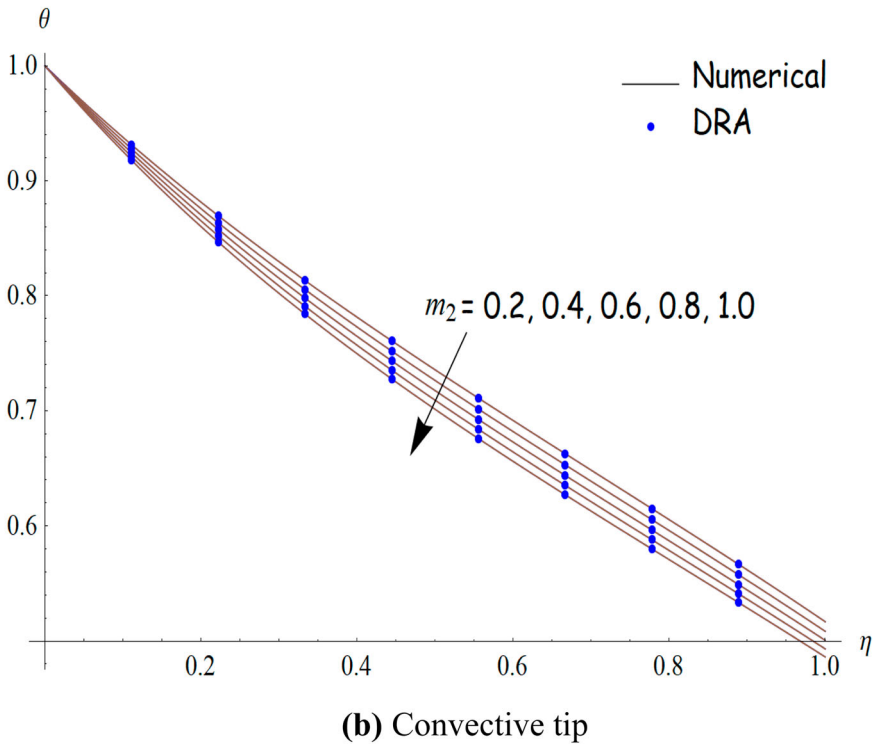 θ
1.0
Numerical
DRA
0.9
0.8
m₂ = 0.2, 0.4, 0.6, 0.8, 1.0
0.7
0.6
0.2 0.4 0.6 0.8 1.0 η
(b) Convective tip